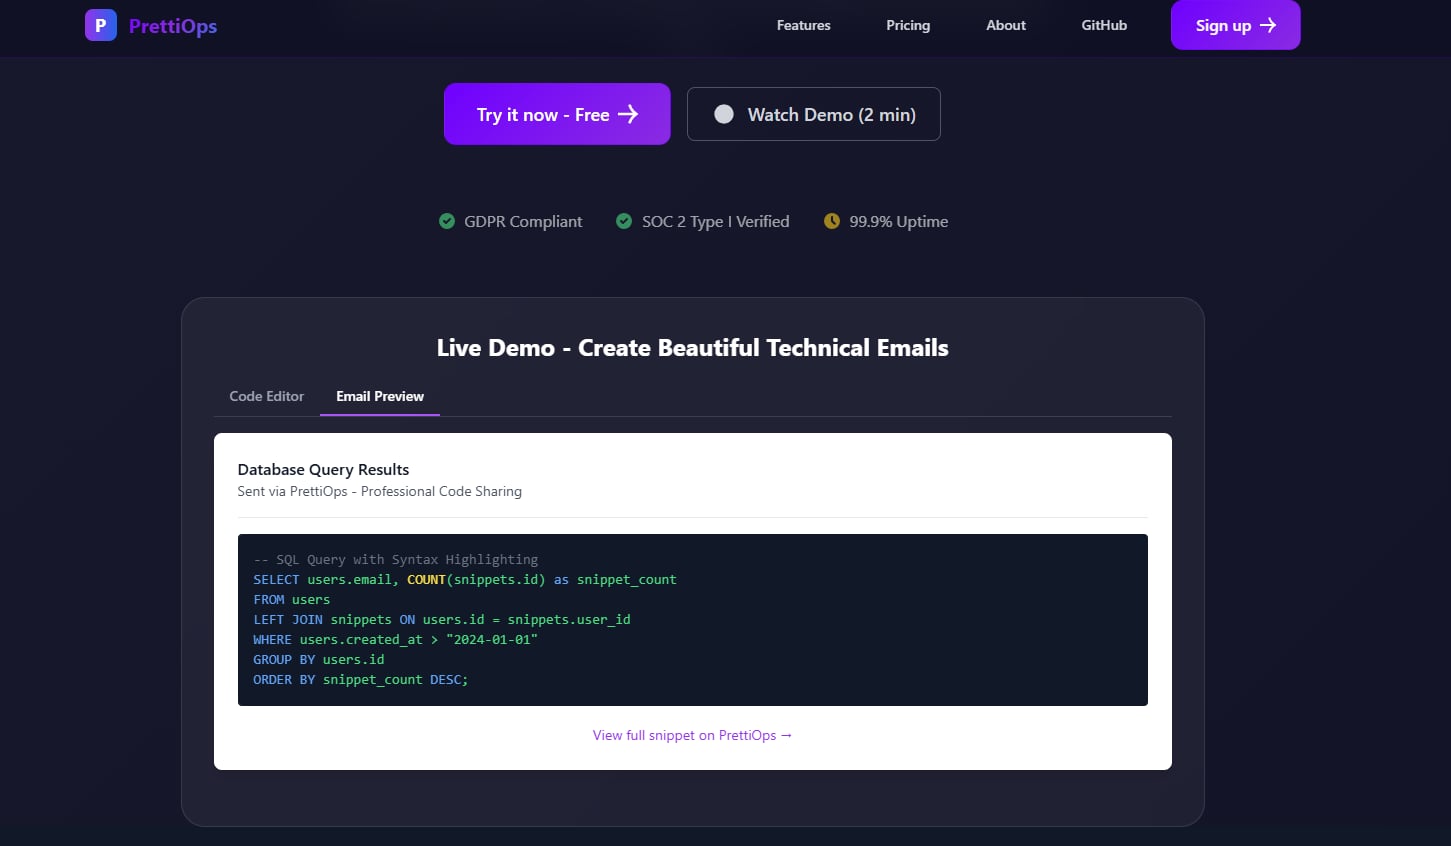 P PrettiOps Features Pricing About GitHub Sign up →
Try it now - Free → Watch Demo (2 min)
GDPR Compliant SOC 2 Type I Verified 99.9% Uptime
Live Demo - Create Beautiful Technical Emails
Code Editor Email Preview
Database Query Results
Sent via PrettiOps - Professional Code Sharing
-- SQL Query with Syntax Highlighting
SELECT users.email, COUNT(snippets.id) as snippet_count
FROM users
LEFT JOIN snippets ON users.id = snippets.user_id
WHERE users.created_at > "2024-01-01"
GROUP BY users.id
ORDER BY snippet_count DESC;
View full snippet on PrettiOps →